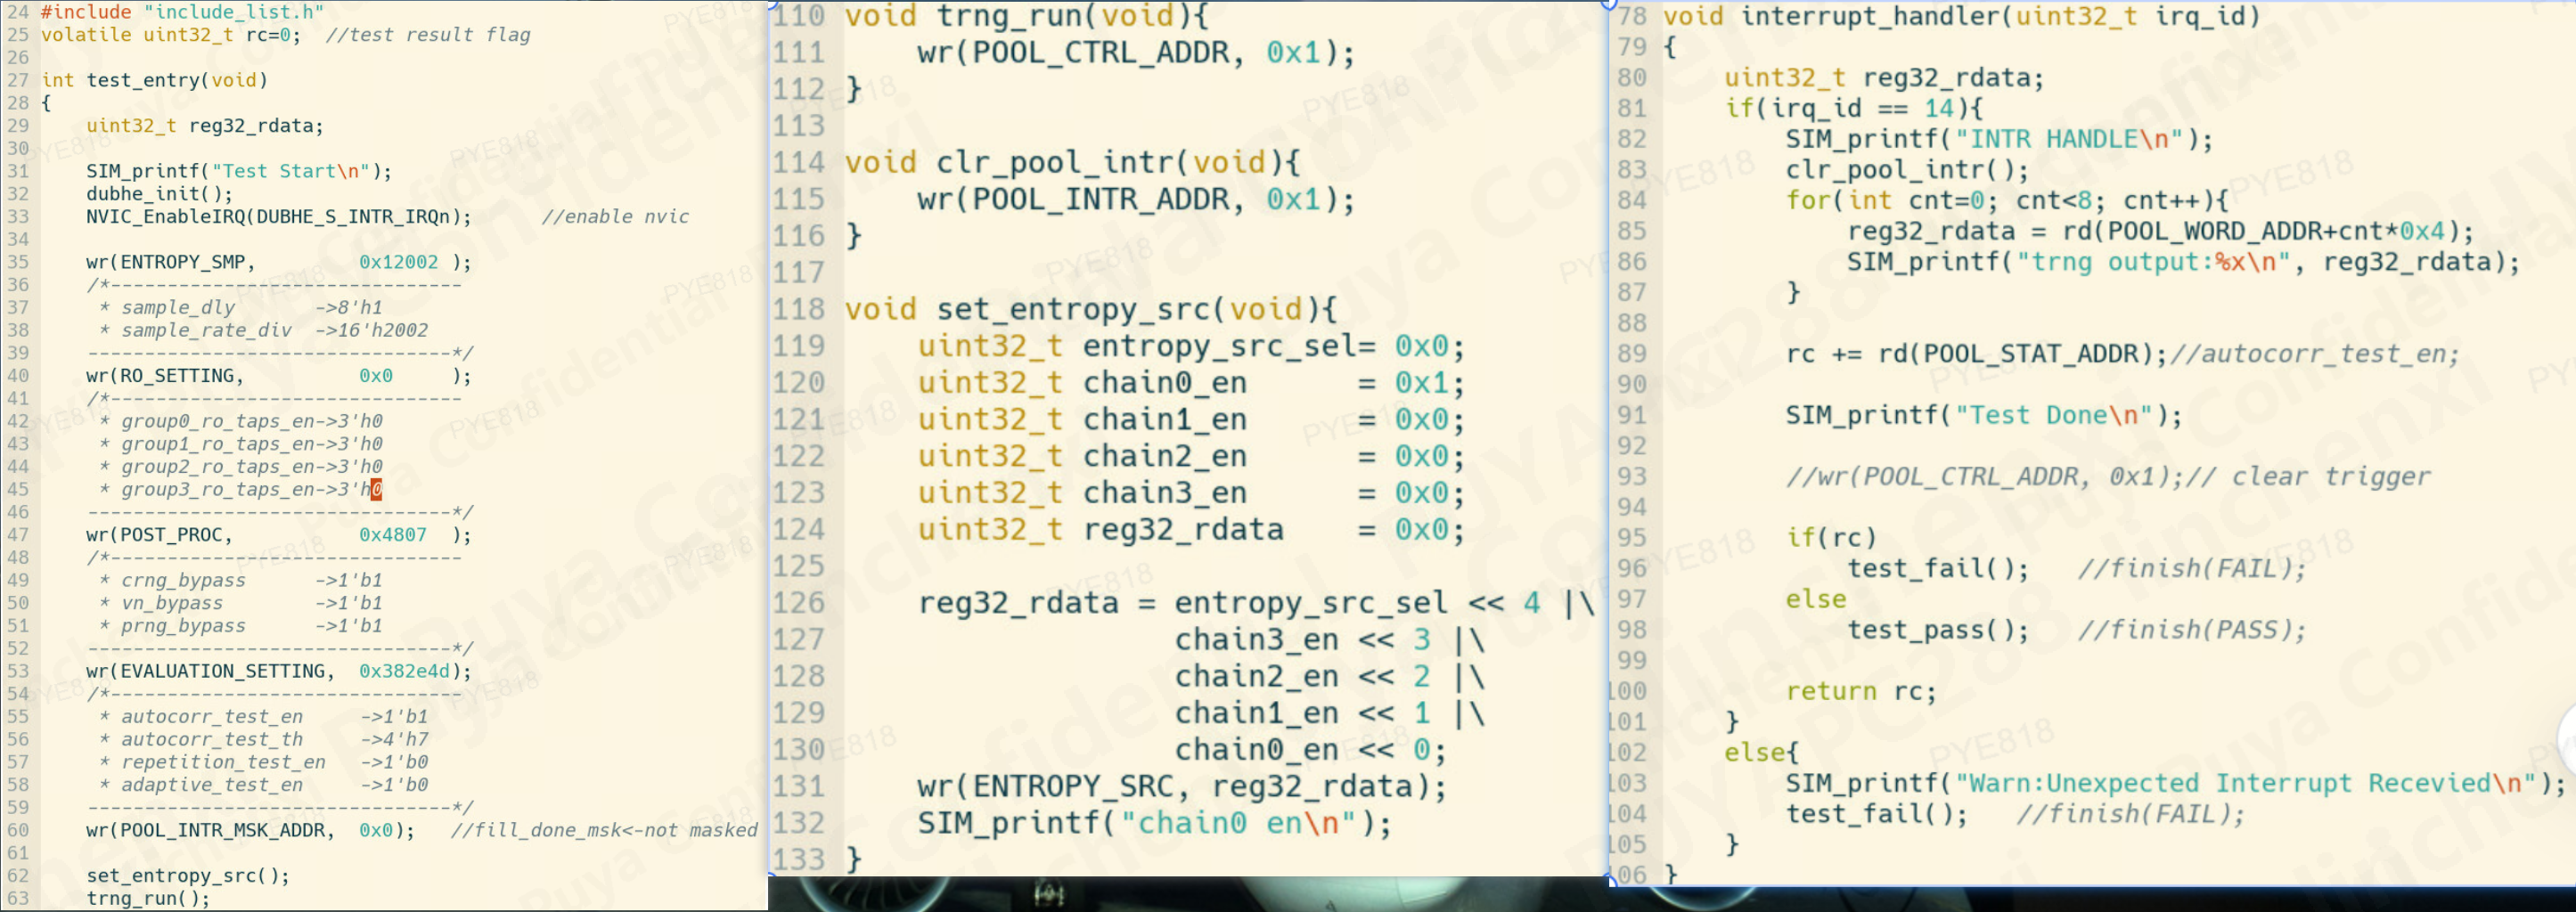 24 #include "include_list.h"
25 volatile uint32_t rc=0;  //test result flag
26
27 int test_entry(void)
28 {
29     uint32_t reg32_rdata;
30
31     SIM_printf("Test Start\n");
32     dubhe_init();
33     NVIC_EnableIRQ(DUBHE_S_INTR_IRQn);      //enable nvic
34
35     wr(ENTROPY_SMP,         0x12002 );
36     /*-------------------------------
37      * sample_dly       ->8'h1
38      * sample_rate_div  ->16'h2002
39     --------------------------------*/
40     wr(RO_SETTING,          0x0     );
41     /*-------------------------------
42      * group0_ro_taps_en->3'h0
43      * group1_ro_taps_en->3'h0
44      * group2_ro_taps_en->3'h0
45      * group3_ro_taps_en->3'h0
46     --------------------------------*/
47     wr(POST_PROC,           0x4807  );
48     /*-------------------------------
49      * crng_bypass      ->1'b1
50      * vn_bypass        ->1'b1
51      * prng_bypass      ->1'b1
52     --------------------------------*/
53     wr(EVALUATION_SETTING,  0x382e4d);
54     /*-------------------------------
55      * autocorr_test_en     ->1'b1
56      * autocorr_test_th     ->4'h7
57      * repetition_test_en   ->1'b0
58      * adaptive_test_en     ->1'b0
59     --------------------------------*/
60     wr(POOL_INTR_MSK_ADDR,  0x0);   //fill_done_msk<-not masked
61
62     set_entropy_src();
63     trng_run();
110 void trng_run(void){
111     wr(POOL_CTRL_ADDR, 0x1);
112 }
113
114 void clr_pool_intr(void){
115     wr(POOL_INTR_ADDR, 0x1);
116 }
117
118 void set_entropy_src(void){
119     uint32_t entropy_src_sel= 0x0;
120     uint32_t chain0_en      = 0x1;
121     uint32_t chain1_en      = 0x0;
122     uint32_t chain2_en      = 0x0;
123     uint32_t chain3_en      = 0x0;
124     uint32_t reg32_rdata    = 0x0;
125
126     reg32_rdata = entropy_src_sel << 4 |\
127                   chain3_en << 3 |\
128                   chain2_en << 2 |\
129                   chain1_en << 1 |\
130                   chain0_en << 0;
131     wr(ENTROPY_SRC, reg32_rdata);
132     SIM_printf("chain0 en\n");
133 }
78 void interrupt_handler(uint32_t irq_id)
79 {
80     uint32_t reg32_rdata;
81     if(irq_id == 14){
82         SIM_printf("INTR HANDLE\n");
83         clr_pool_intr();
84         for(int cnt=0; cnt<8; cnt++){
85             reg32_rdata = rd(POOL_WORD_ADDR+cnt*0x4);
86             SIM_printf("trng output:%x\n", reg32_rdata);
87         }
88
89         rc += rd(POOL_STAT_ADDR);//autocorr_test_en;
90
91         SIM_printf("Test Done\n");
92
93         //wr(POOL_CTRL_ADDR, 0x1);// clear trigger
94
95         if(rc)
96             test_fail();   //finish(FAIL);
97         else
98             test_pass();   //finish(PASS);
99
100         return rc;
101     }
102     else{
103         SIM_printf("Warn:Unexpected Interrupt Recevied\n");
104         test_fail();   //finish(FAIL);
105     }
106 }